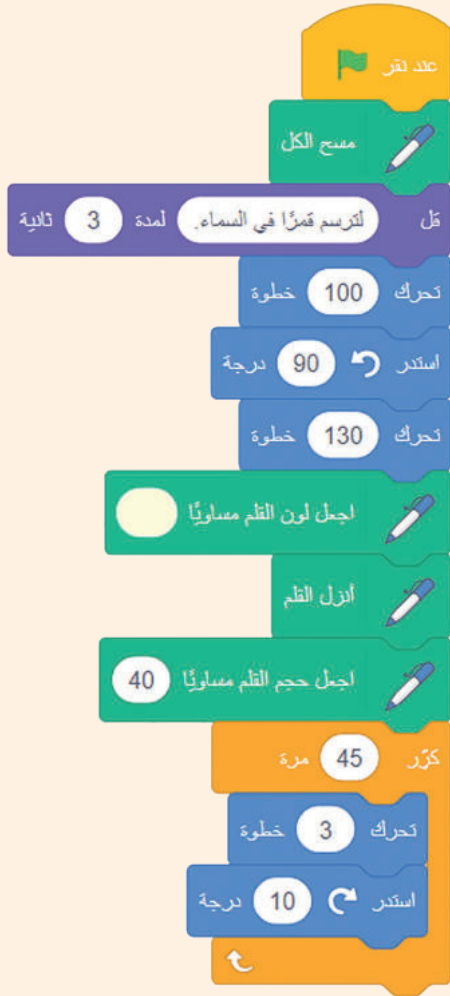 عند نقر
مسح الكل
قل لترسم قمرًا في السماء. لمدة 3 ثانية
تحرك 100 خطوة
استدر 90 درجة
تحرك 130 خطوة
اجعل لون القلم مساويًا
أنزل القلم
اجعل حجم القلم مساويًا 40
كرّر 45 مرة
تحرك 3 خطوة
استدر 10 درجة